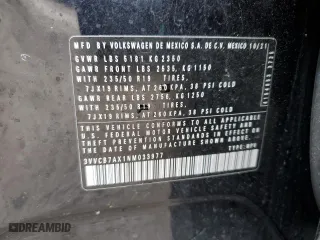 MFD BY VOLKSWAGEN DE MEXICO S.A. DE C.V. MEXICO 10/21
GVWR LBS 5181 KG 2350
GAWR FRONT LBS 2535, KG 1150
WITH 235/50 R19 TIRES,
7JX19 RIMS, AT 260 KPA, 38 PSI COLD
GAWR REAR LBS 2756, KG 1250
WITH 235/50 TIRES,
7JX19 RIMS, AT 260 KPA, 38 PSI COLD
THIS VEHICLE CONFORMS TO ALL APPLICABLE
FEDERAL MOTOR VEHICLE SAFETY AND
THEFT PREVENTION STANDARDS IN EFFECT ON
THE DATE OF MANUFACTURE SHOWN ABOVE.
3VVCB7AX1NM033977
TYPE: MPV
DREAMBID